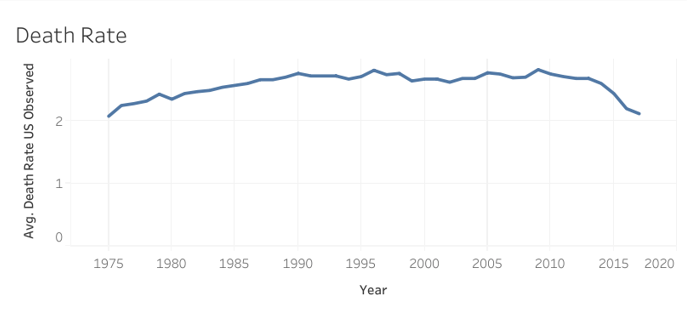 Death Rate
Avg. Death Rate US Observed
2
1
0
1975 1980 1985 1990 1995 2000 2005 2010 2015 2020
Year